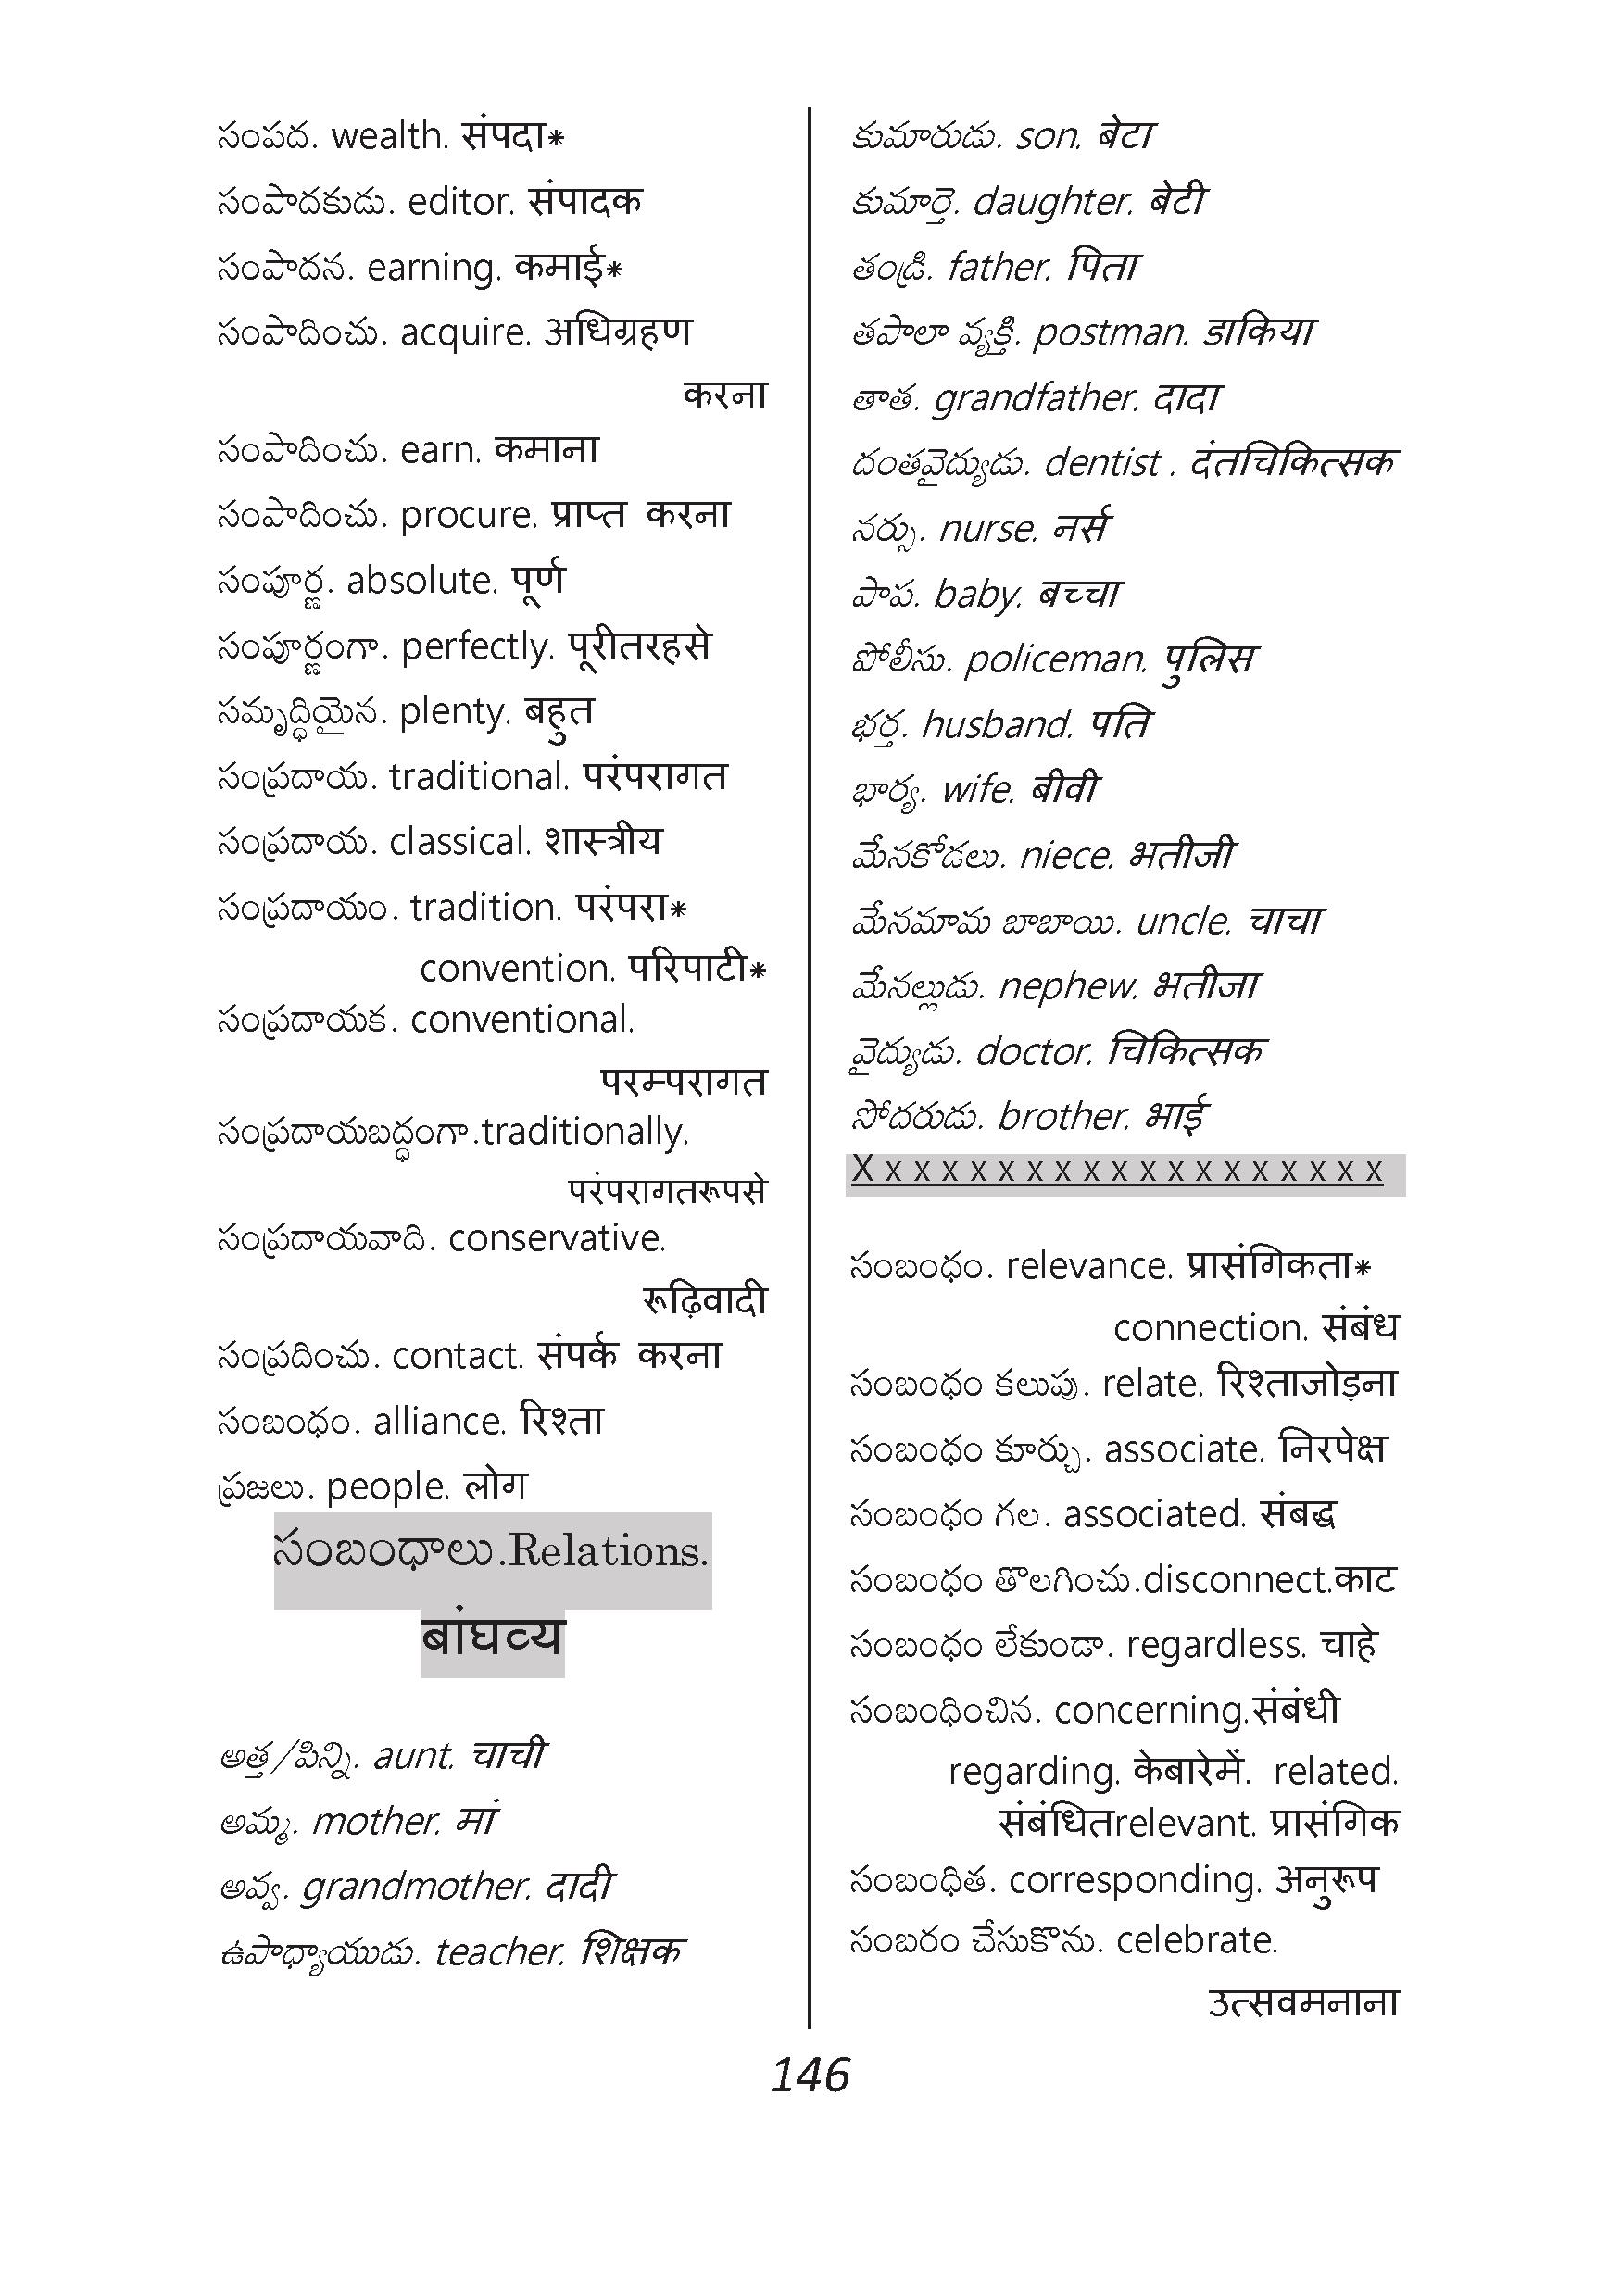 సంపద. wealth. संपदा*
సంపాదకుడు. editor. संपादक
సంపాదన. earning. कमाई*
సంపాదించు. acquire. अधिग्रहण
करना
సంపాదించు. earn. कमाना
సంపాదించు. procure. प्राप्त करना
సంపూర్ణ. absolute. पूर्ण
సంపూర్ణంగా. perfectly. पूरीतरहसे
సమృద్ధియైన. plenty. बहुत
సంప్రదాయ. traditional. परंपरागत
సంప్రదాయ. classical. शास्त्रीय
సంప్రదాయం. tradition. परंपरा*
convention. परिपाटी*
సంప్రదాయక. conventional.
परम्परागत
సంప్రదాయబద్ధంగా.traditionally.
परंपरागतरूपसे
సంప్రదాయవాది. conservative.
रूढ़िवादी
సంప్రదించు. contact. संपर्क करना
సంబంధం. alliance. रिश्ता
ప్రజలు. people. लोग
సంబంధాలు.Relations.
बांघव्य
అత్త/పిన్ని. aunt. चाची
అమ్మ. mother. मां
అవ్వ. grandmother. दादी
ఉపాధ్యాయుడు. teacher. शिक्षक
కుమారుడు. son. बेटा
కుమార్తె. daughter. बेटी
తండ్రి. father. पिता
తపాలా వ్యక్తి. postman. डाकिया
తాత. grandfather. दादा
దంతవైద్యుడు. dentist . दंतचिकित्सक
నర్సు. nurse. नर्स
పాప. baby. बच्चा
పోలీసు. policeman. पुलिस
భర్త. husband. पति
భార్య. wife. बीवी
మేనకోడలు. niece. भतीजी
మేనమామ బాబాయి. uncle. चाचा
మేనల్లుడు. nephew. भतीजा
వైద్యుడు. doctor. चिकित्सक
సోదరుడు. brother. भाई
X x x x x x x x x x x x x x x x x x x
సంబంధం. relevance. प्रासंगिकता*
connection. संबंध
సంబంధం కలుపు. relate. रिश्ताजोड़ना
సంబంధం కూర్చు. associate. निरपेक्ष
సంబంధం గల. associated. संबद्ध
సంబంధం తొలగించు.disconnect.काट
సంబంధం లేకుండా. regardless. चाहे
సంబంధించిన. concerning.संबंधी
regarding. केबारेमें. related.
संबंधितrelevant. प्रासंगिक
సంబంధిత. corresponding. अनुरूप
సంబరం చేసుకొను. celebrate.
उत्सवमनाना
146